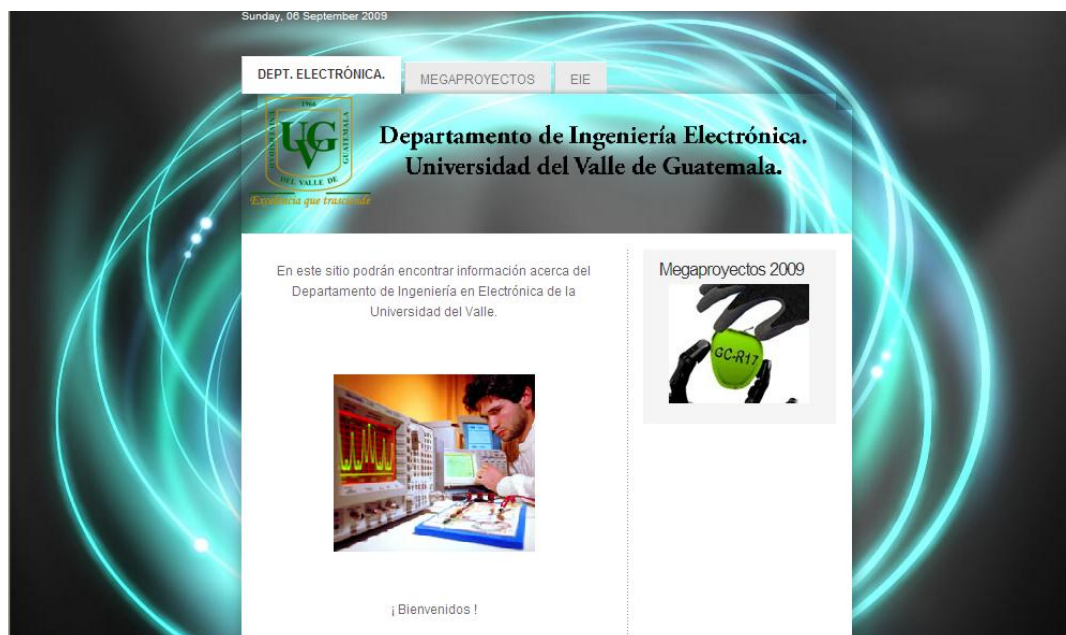 Sunday, 06 September 2009
DEPT. ELECTRÓNICA.
MEGAPROYECTOS
EIE
1966
UVG
UNIVERSIDAD
DEL VALLE DE
GUATEMALA
Excelencia que trasciende
Departamento de Ingeniería Electrónica.
Universidad del Valle de Guatemala.
En este sitio podrán encontrar información acerca del
Departamento de Ingeniería en Electrónica de la
Universidad del Valle.
Megaproyectos 2009
GC-R17
¡ Bienvenidos !